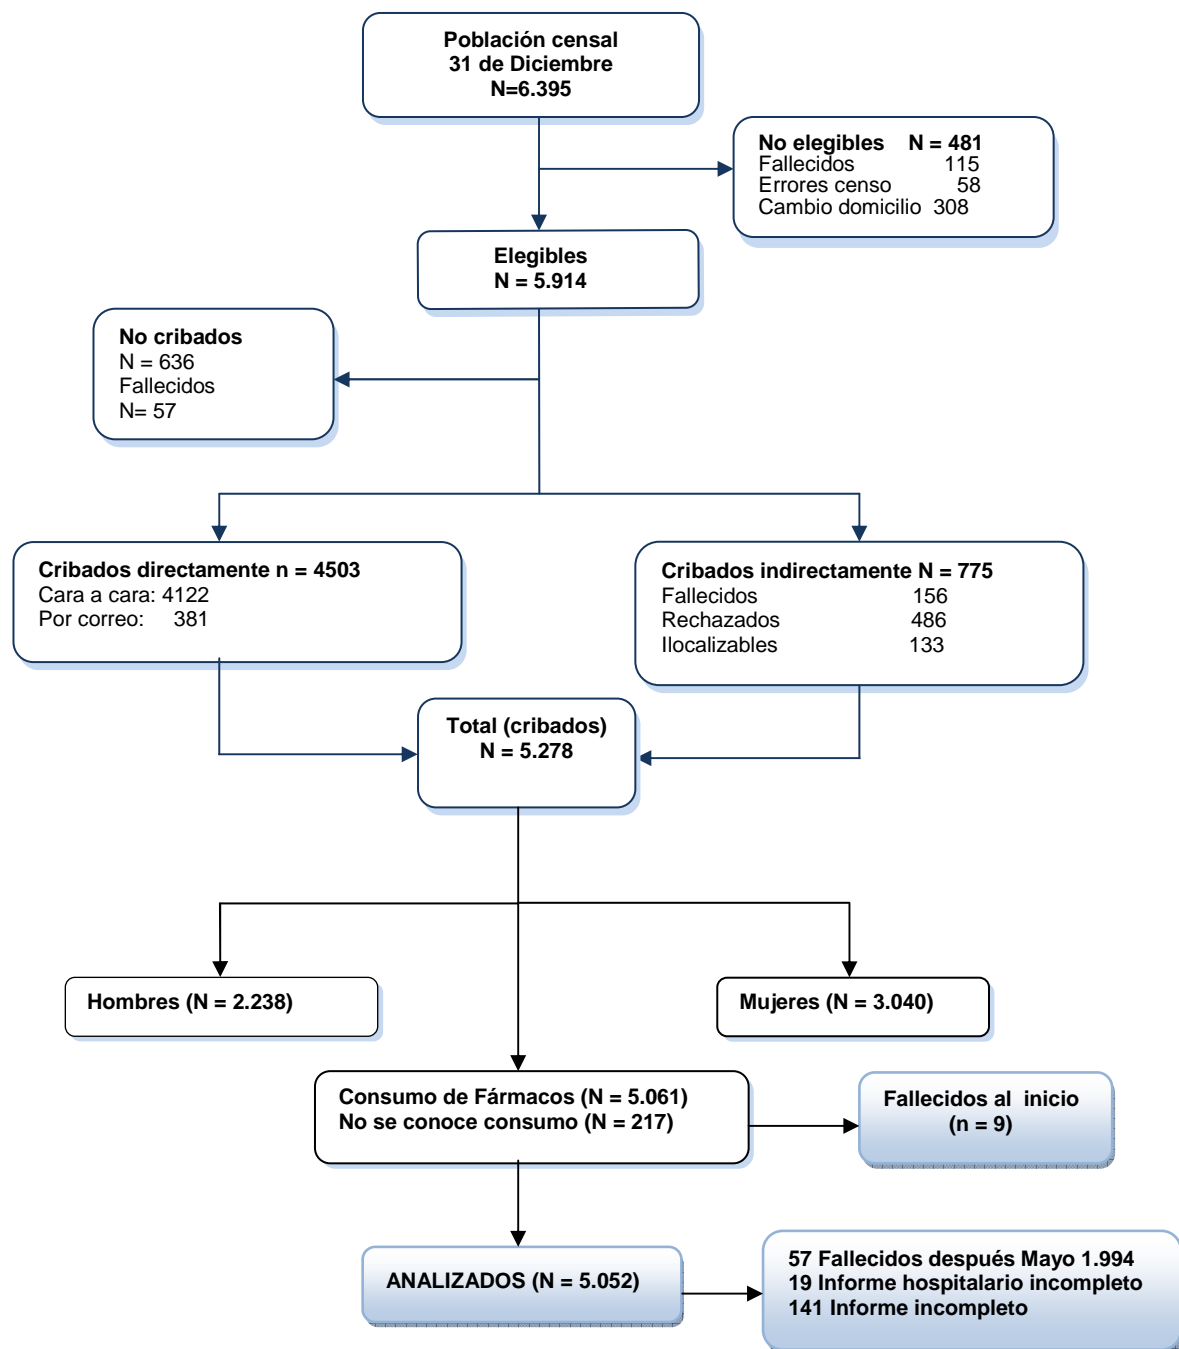 Población censal
31 de Diciembre
N=6.395
No elegibles N = 481
Fallecidos 115
Errores censo 58
Cambio domicilio 308
Elegibles
N = 5.914
No cribados
N = 636
Fallecidos
N= 57
Cribados directamente n = 4503
Cara a cara: 4122
Por correo: 381
Cribados indirectamente N = 775
Fallecidos 156
Rechazados 486
Ilocalizables 133
Total (cribados)
N = 5.278
Hombres (N = 2.238)
Mujeres (N = 3.040)
Consumo de Fármacos (N = 5.061)
No se conoce consumo (N = 217)
Fallecidos al inicio
(n = 9)
ANALIZADOS (N = 5.052)
57 Fallecidos después Mayo 1.994
19 Informe hospitalario incompleto
141 Informe incompleto